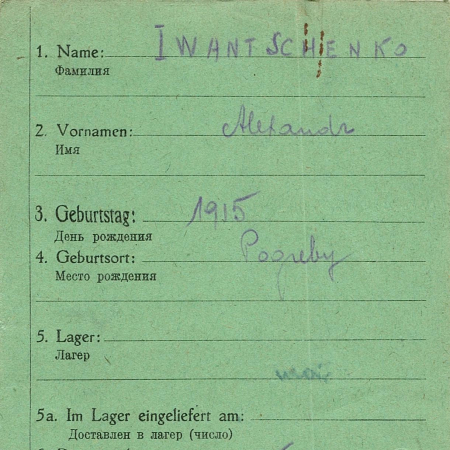 1. Name: IWANTSCHENKO
Фамилия
2. Vornamen: Alexandr
Имя
3. Geburtstag: 1915
День рождения
4. Geburtsort: Pogreby
Место рождения
5. Lager:
Лагерь
5a. Im Lager eingeliefert am:
Доставлен в лагерь (число)